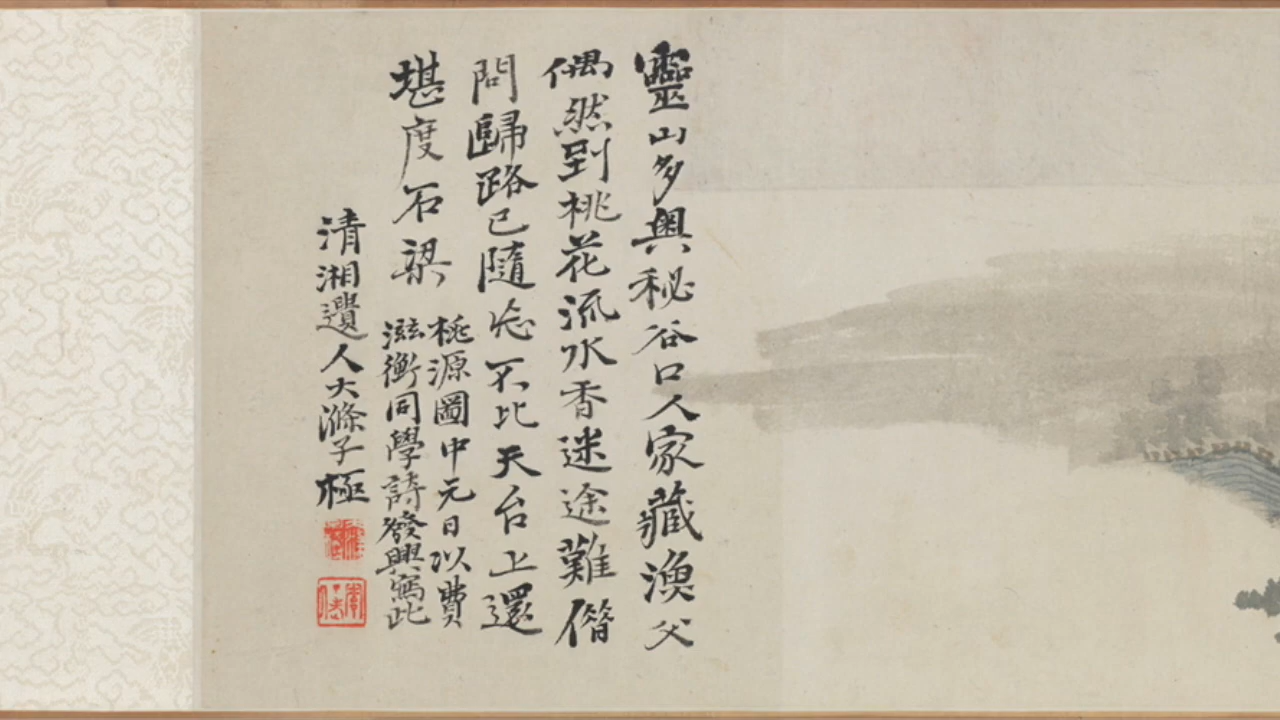 靈山多奧秘谷口人家藏漁父
偶然到桃花流水香迷途難僭
問歸路已隨忘不比天台上還
堪度石梁
桃源圖中元日以費
滋衡同學詩發興寫此
清湘遺人大滌子極